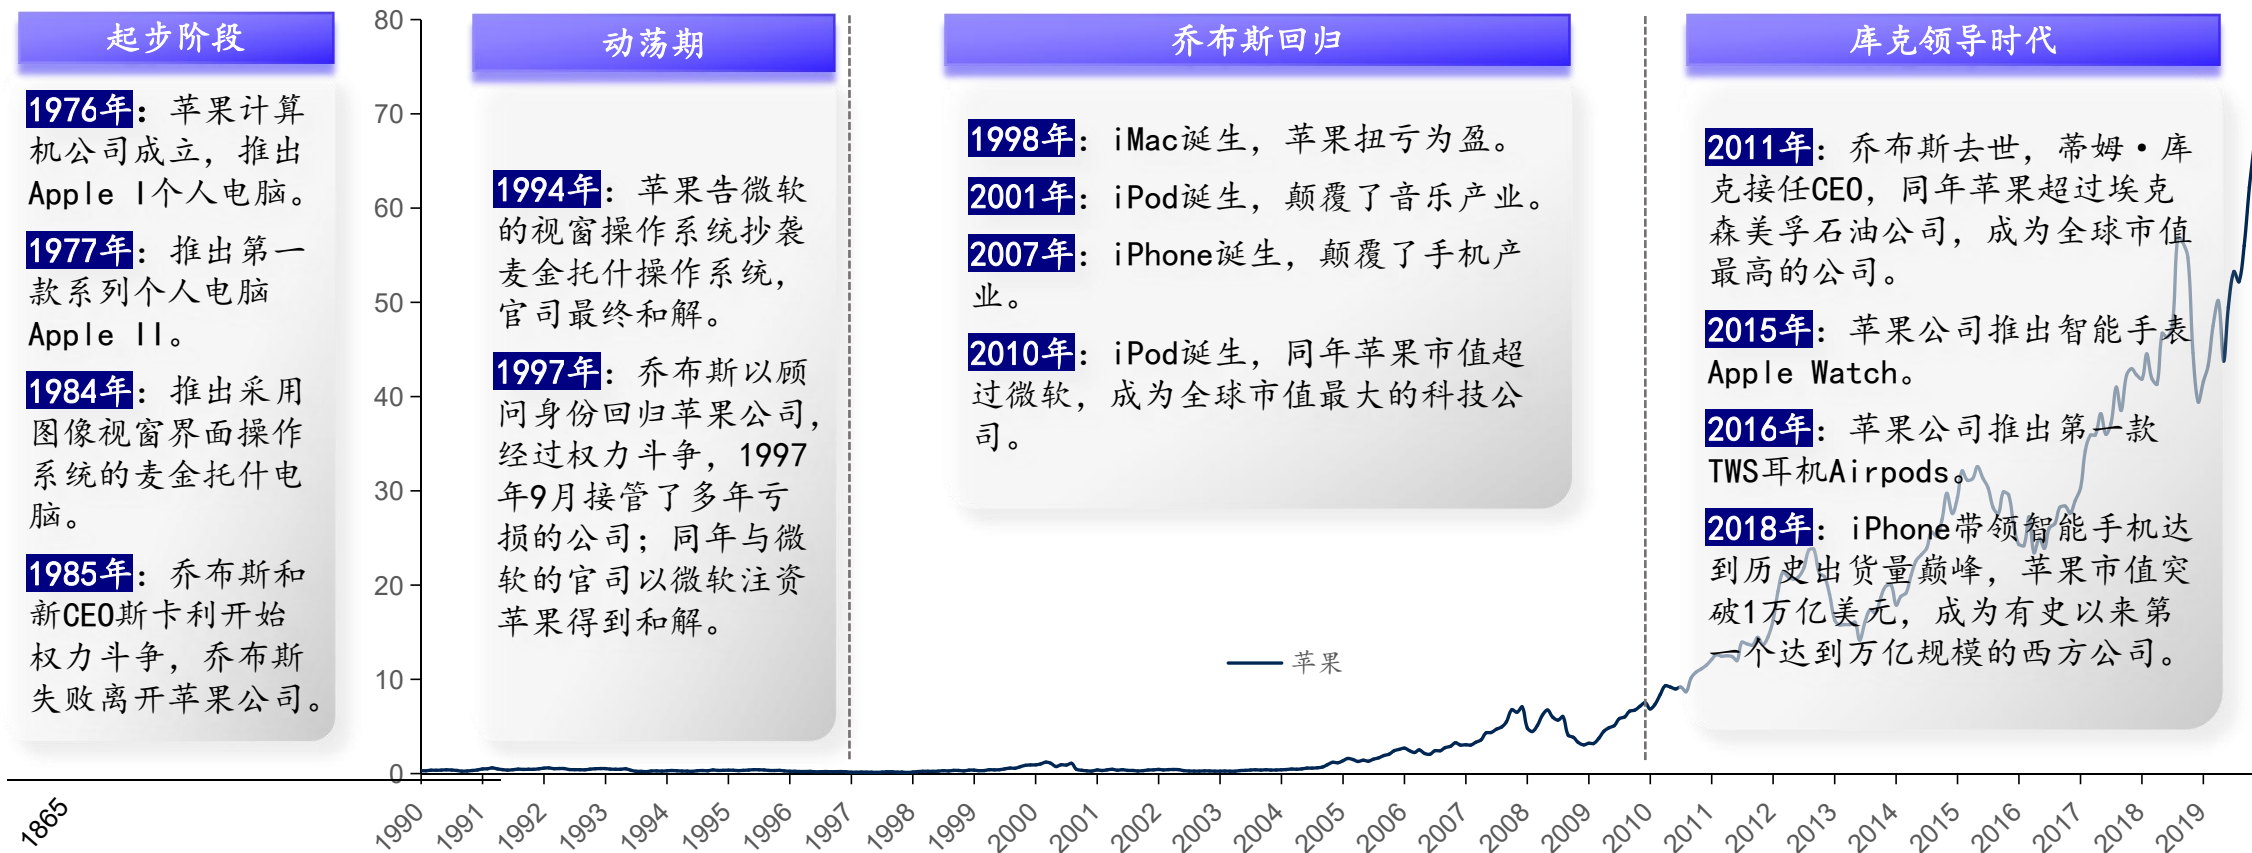 起步阶段
1976年：苹果计算
机公司成立，推出
Apple I个人电脑。
1977年：推出第一
款系列个人电脑
Apple II。
1984年：推出采用
图像视窗界面操作
系统的麦金托什电
脑。
1985年：乔布斯和
新CEO斯卡利开始
权力斗争，乔布斯
失败离开苹果公司。
动荡期
1994年：苹果告微软
的视窗操作系统抄袭
麦金托什操作系统，
官司最终和解。
1997年：乔布斯以顾
问身份回归苹果公司，
经过权力斗争，1997
年9月接管了多年亏
损的公司；同年与微
软的官司以微软注资
苹果得到和解。
乔布斯回归
1998年：iMac诞生，苹果扭亏为盈。
2001年：iPod诞生，颠覆了音乐产业。
2007年：iPhone诞生，颠覆了手机产
业。
2010年：iPod诞生，同年苹果市值超
过微软，成为全球市值最大的科技公
司。
库克领导时代
2011年：乔布斯去世，蒂姆·库
克接任CEO，同年苹果超过埃克
森美孚石油公司，成为全球市值
最高的公司。
2015年：苹果公司推出智能手表
Apple Watch。
2016年：苹果公司推出第一款
TWS耳机Airpods。
2018年：iPhone带领智能手机达
到历史出货量巅峰，苹果市值突
破1万亿美元，成为有史以来第
一个达到万亿规模的西方公司。
80
70
60
50
40
30
20
10
0
苹果
1865
1990
1991
1992
1993
1994
1995
1996
1997
1998
1999
2000
2001
2002
2003
2004
2005
2006
2007
2008
2009
2010
2011
2012
2013
2014
2015
2016
2017
2018
2019